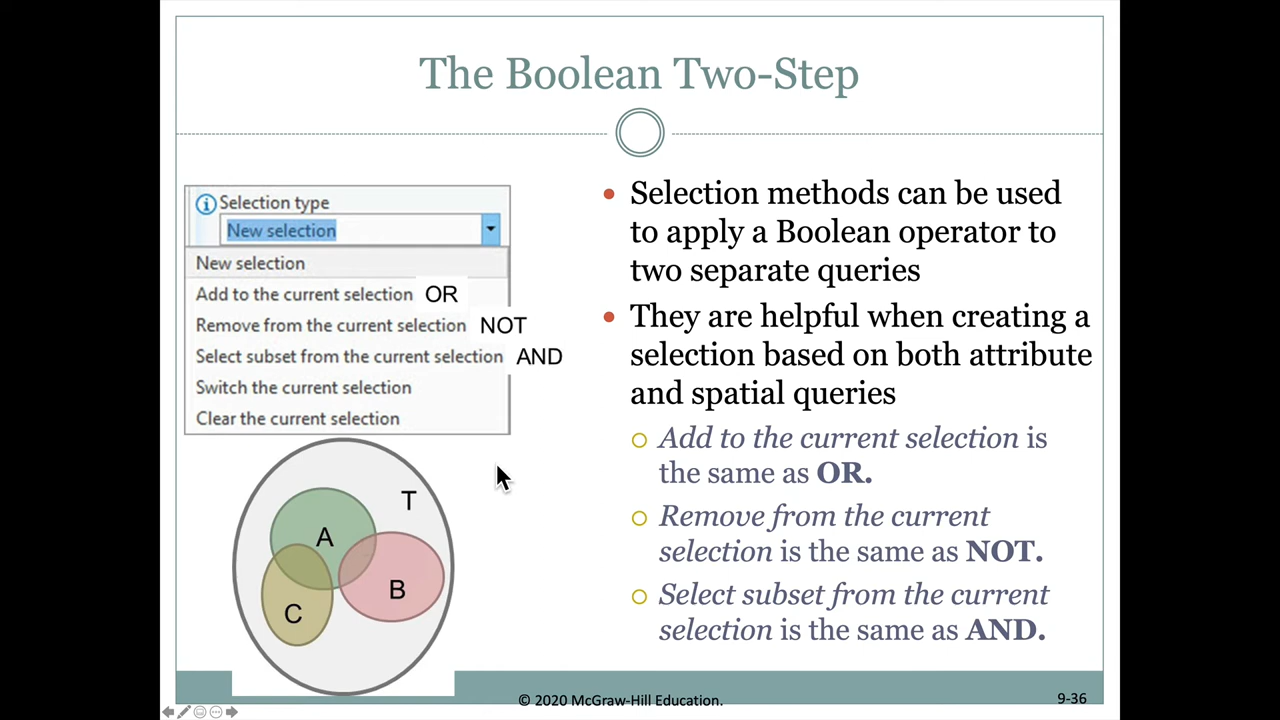 The Boolean Two-Step
Selection type
New selection
New selection
Add to the current selection OR
Remove from the current selection NOT
Select subset from the current selection AND
Switch the current selection
Clear the current selection
T
A
B
C
• Selection methods can be used
to apply a Boolean operator to
two separate queries
• They are helpful when creating a
selection based on both attribute
and spatial queries
Add to the current selection is
the same as OR.
Remove from the current
selection is the same as NOT.
Select subset from the current
selection is the same as AND.
© 2020 McGraw-Hill Education.
9-36